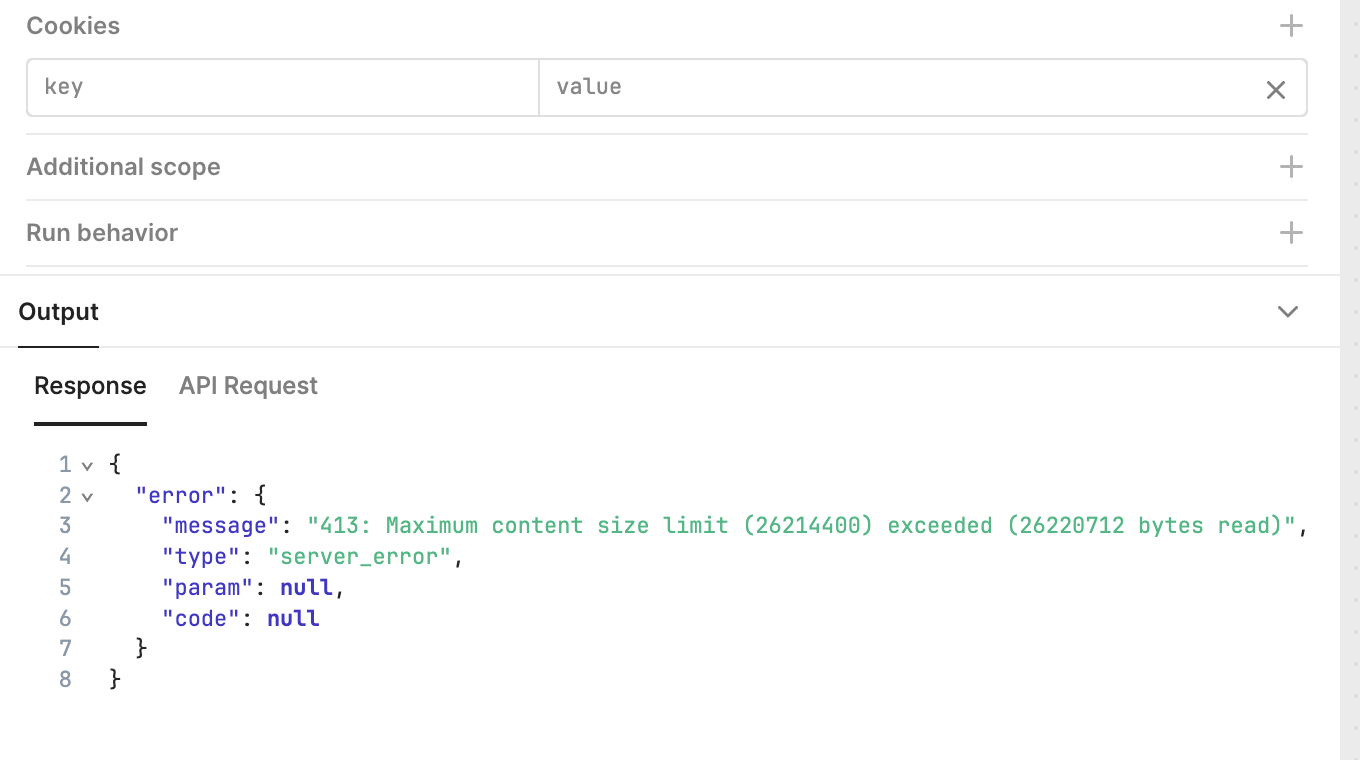 Cookies
key value
Additional scope
Run behavior
Output
Response API Request
1 {
2 "error": {
3 "message": "413: Maximum content size limit (26214400) exceeded (26220712 bytes read)",
4 "type": "server_error",
5 "param": null,
6 "code": null
7 }
8 }